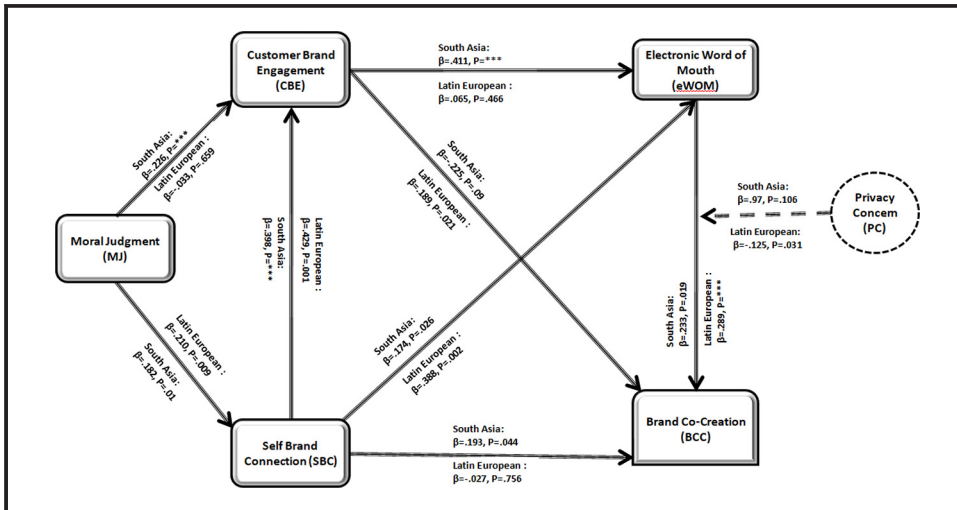 Customer Brand
Engagement
(CBE)
South Asia:
β=.411, P=***
Latin European :
β=.065, P=.466
Electronic Word of
Mouth
(eWOM)
South Asia:
β=.226, P=***
Latin European :
β=-.033, P=.659
South Asia:
β=-.225, P=.09
Latin European :
β=.189, P=.021
South Asia:
β=.97, P=.106
Latin European:
β=-.125, P=.031
Privacy
Concern
(PC)
Moral Judgment
(MJ)
South Asia:
β=.398, P=***
Latin European :
β=.429, P=.001
Latin European :
β=.210, P=.009
South Asia:
β=.182, P=.01
South Asia:
β=.174, P=.026
Latin European :
β=.388, P=.002
South Asia:
β=.233, P=.019
Latin European :
β=.289, P=***
Self Brand
Connection (SBC)
South Asia:
β=.193, P=.044
Latin European :
β=-.027, P=.756
Brand Co-Creation
(BCC)